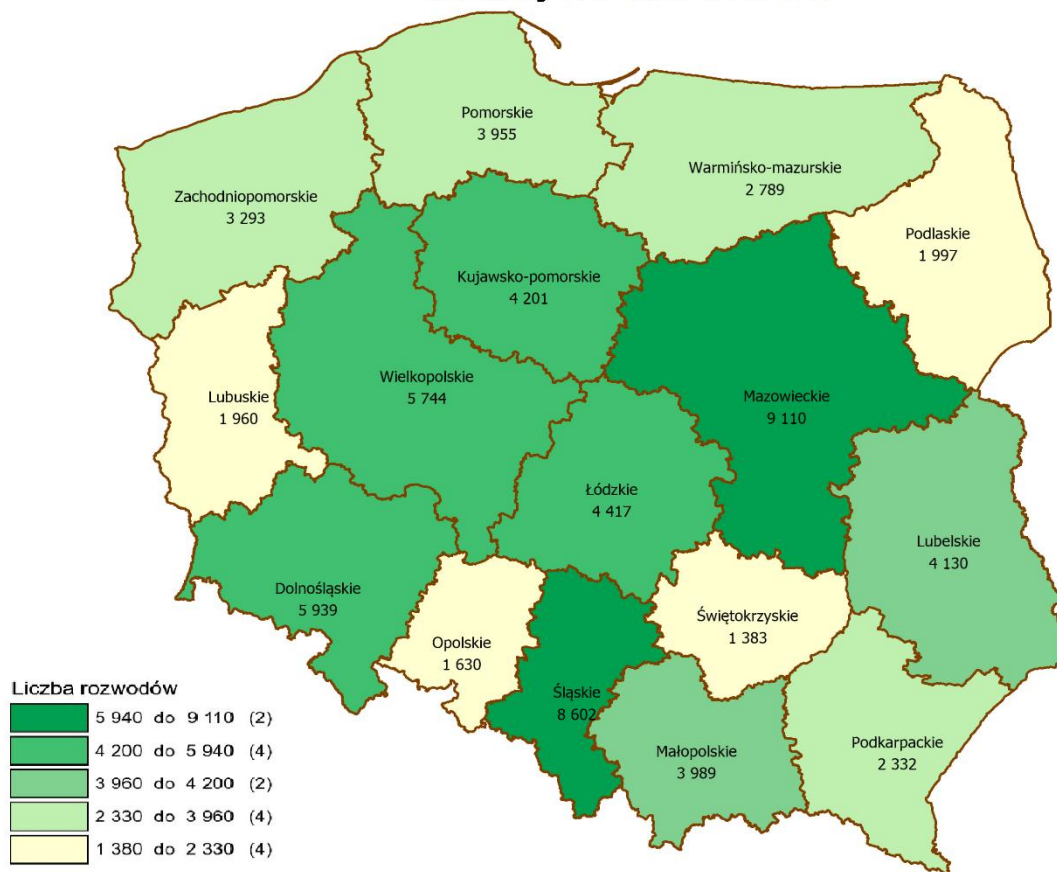 Pomorskie
3 955
Warmińsko-mazurskie
2 789
Zachodniopomorskie
3 293
Podlaskie
1 997
Kujawsko-pomorskie
4 201
Wielkopolskie
5 744
Lubuskie
1 960
Mazowieckie
9 110
Łódzkie
4 417
Lubelskie
4 130
Dolnośląskie
5 939
Opolskie
1 630
Świętokrzyskie
1 383
Śląskie
8 602
Małopolskie
3 989
Podkarpackie
2 332
Liczba rozwodów
5 940 do 9 110 (2)
4 200 do 5 940 (4)
3 960 do 4 200 (2)
2 330 do 3 960 (4)
1 380 do 2 330 (4)